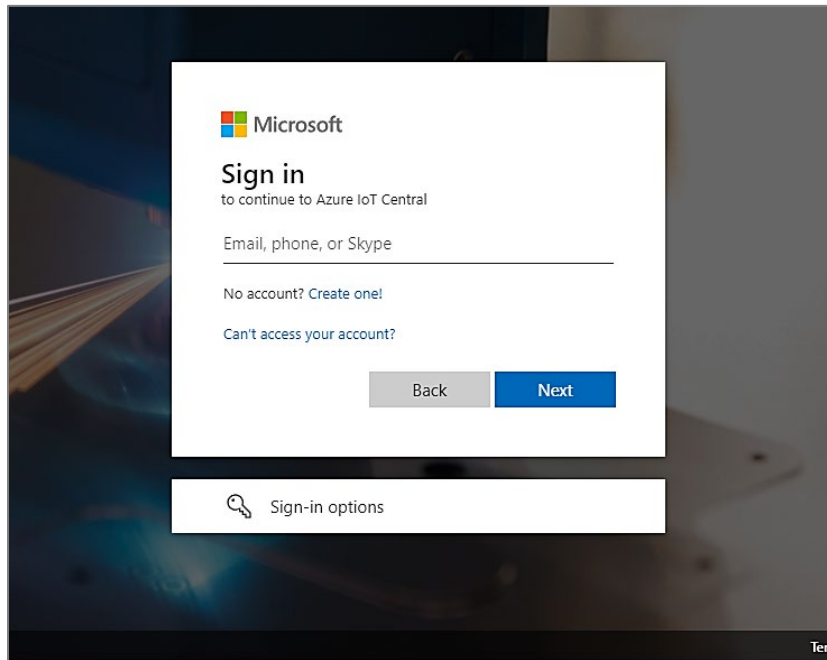 Microsoft
Sign in
to continue to Azure IoT Central
Email, phone, or Skype
No account? Create one!
Can't access your account?
Back Next
Sign-in options
Ter